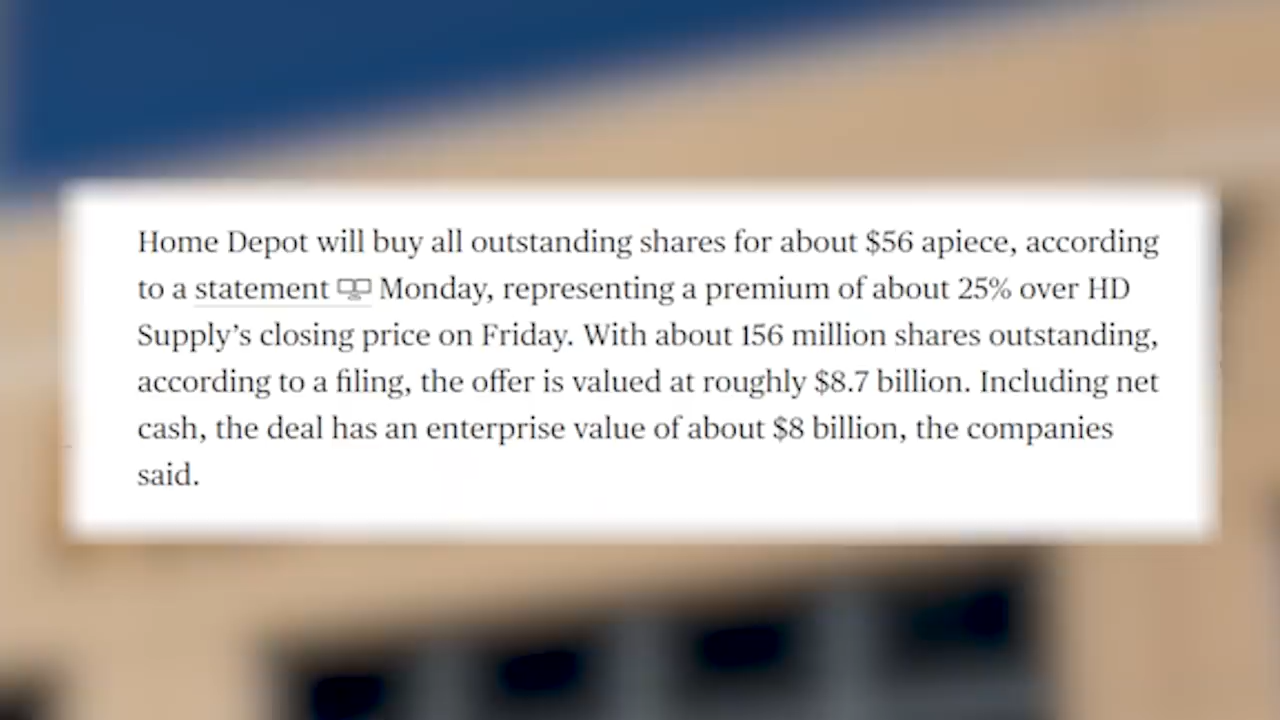 Home Depot will buy all outstanding shares for about $56 apiece, according
to a statement Monday, representing a premium of about 25% over HD
Supply’s closing price on Friday. With about 156 million shares outstanding,
according to a filing, the offer is valued at roughly $8.7 billion. Including net
cash, the deal has an enterprise value of about $8 billion, the companies
said.